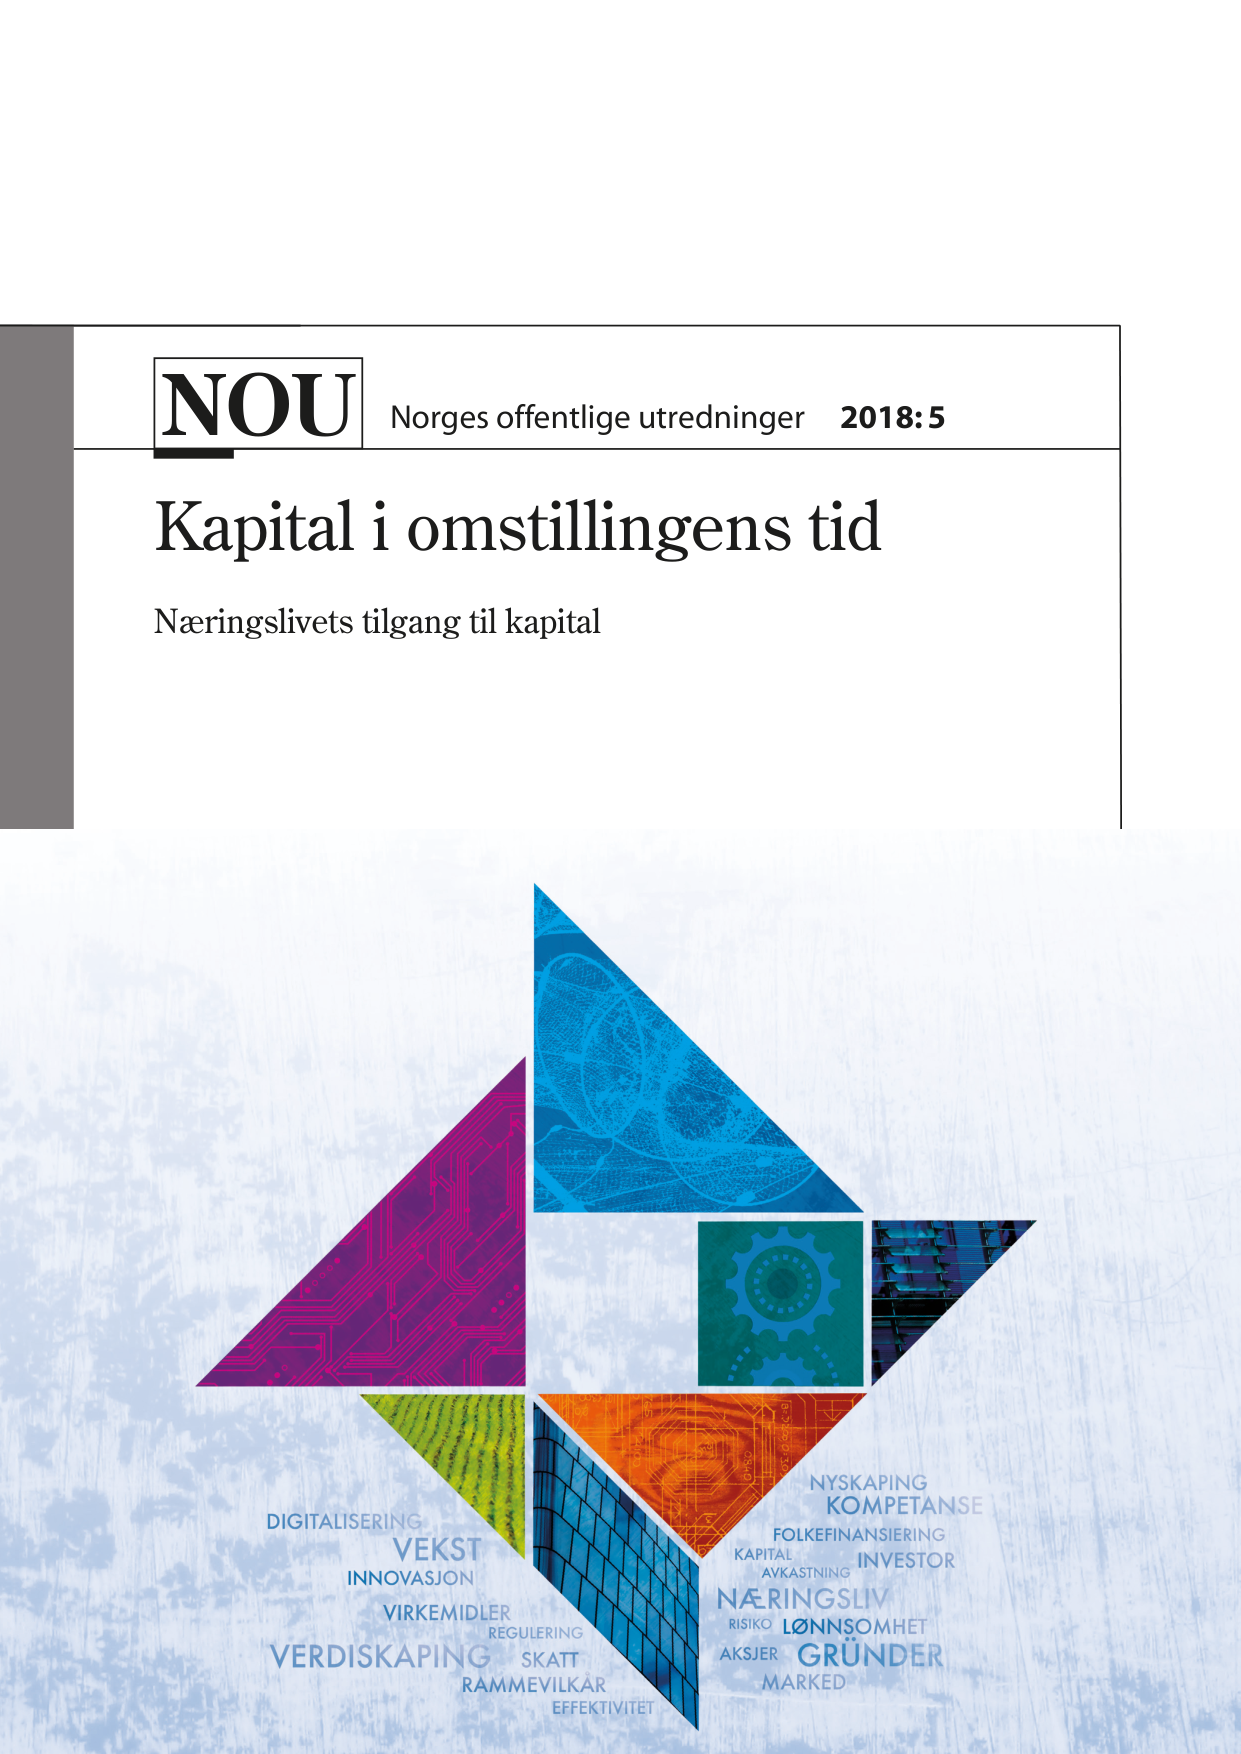 NOU Norges offentlige utredninger 2018: 5
Kapital i omstillingens tid
Næringslivets tilgang til kapital
NYSKAPING
KOMPETANSE
DIGITALISERING
FOLKEFINANSIERING
VEKST
KAPITAL
INVESTOR
AVKASTNING
INNOVASJON
NÆRINGSLIV
VIRKEMIDLER
RISIKO LØNNSOMHET
REGULERING
VERDISKAPING SKATT
AKSJER GRÜNDER
RAMMEVILKÅR
MARKED
EFFEKTIVITET